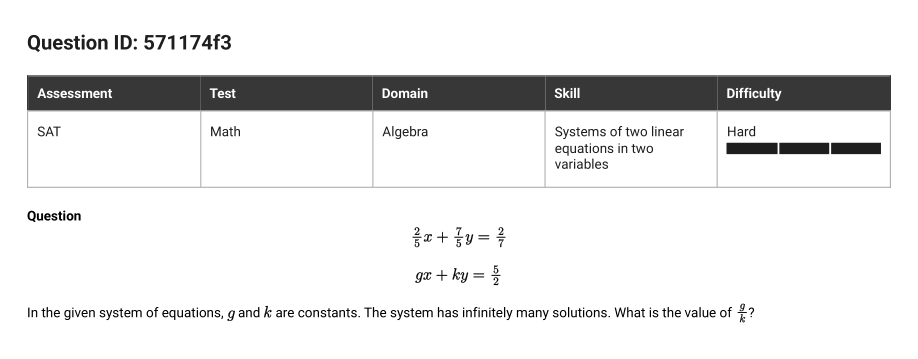 Question ID: 571174f3
Assessment Test Domain Skill Difficulty
SAT Math Algebra Systems of two linear equations in two variables Hard
Question
2/5 x + 7/5 y = 2/7
gx + ky = 5/2
In the given system of equations, g and k are constants. The system has infinitely many solutions. What is the value of g/k?